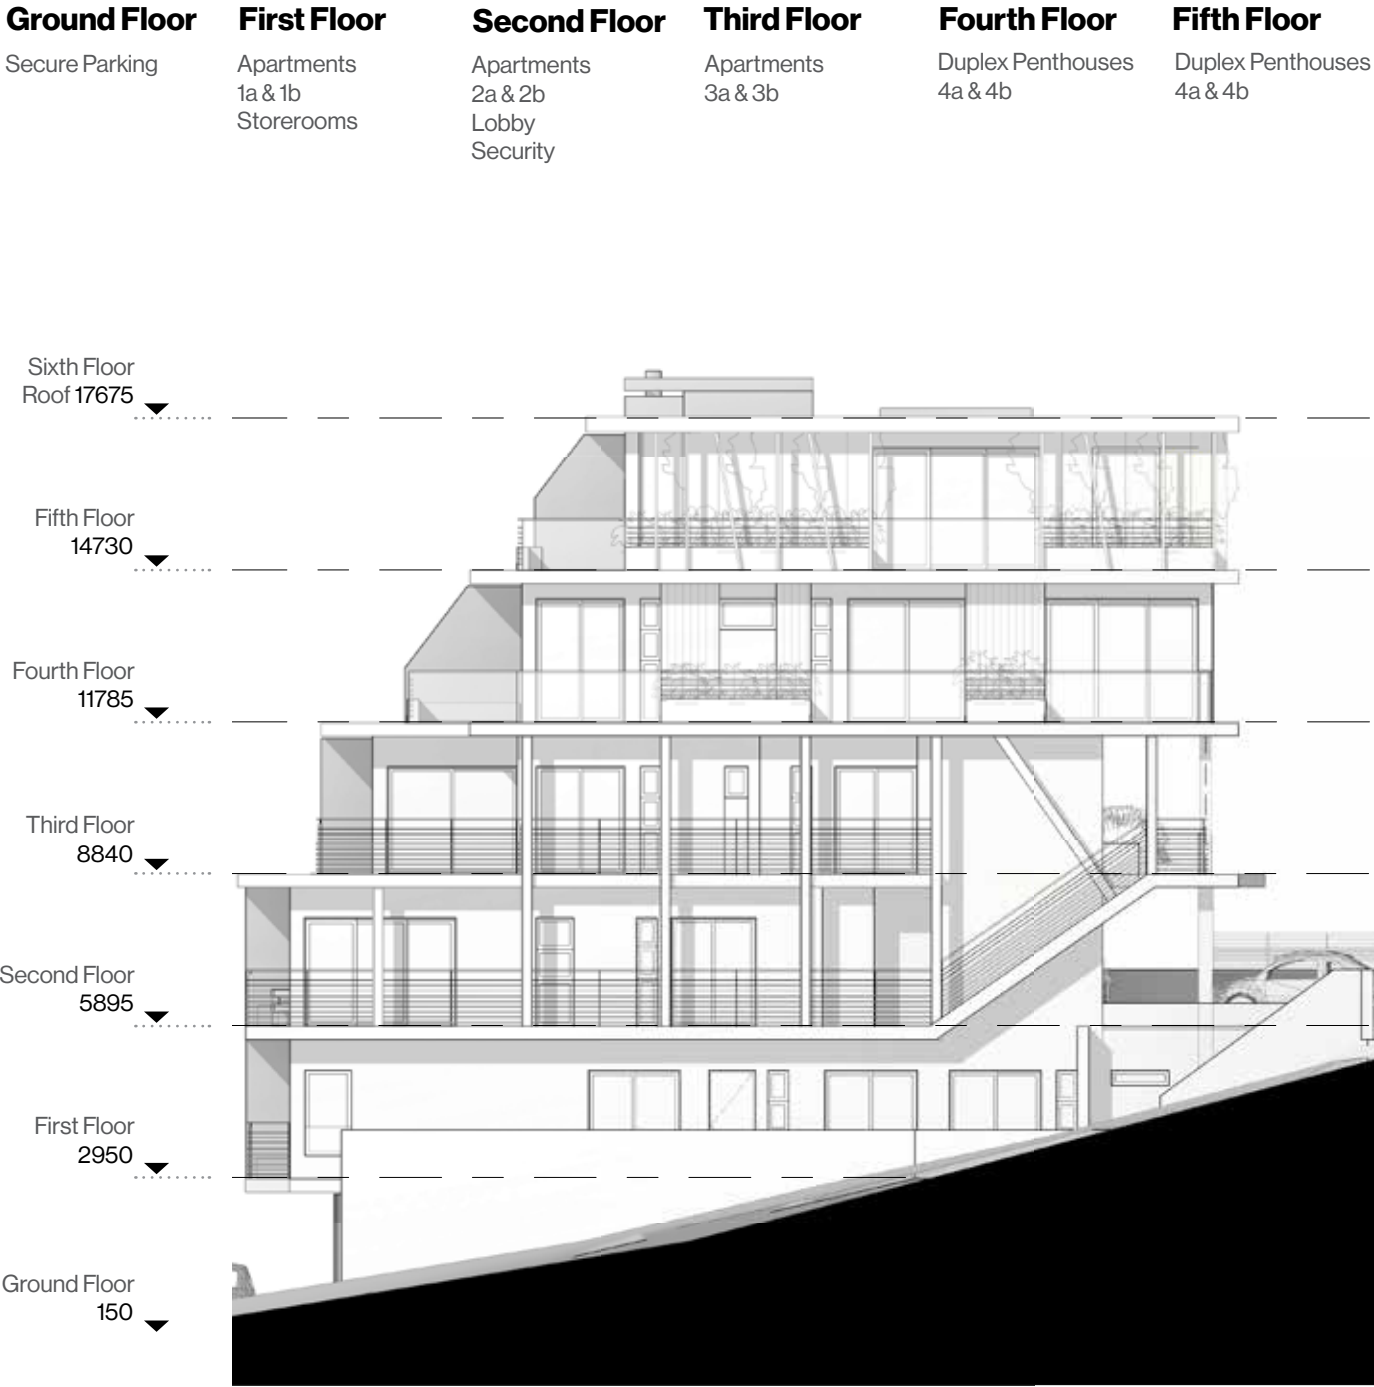 Ground Floor
Secure Parking
First Floor
Apartments
1a & 1b
Storerooms
Second Floor
Apartments
2a & 2b
Lobby
Security
Third Floor
Apartments
3a & 3b
Fourth Floor
Duplex Penthouses
4a & 4b
Fifth Floor
Duplex Penthouses
4a & 4b
Sixth Floor
Roof 17675
Fifth Floor
14730
Fourth Floor
11785
Third Floor
8840
Second Floor
5895
First Floor
2950
Ground Floor
150